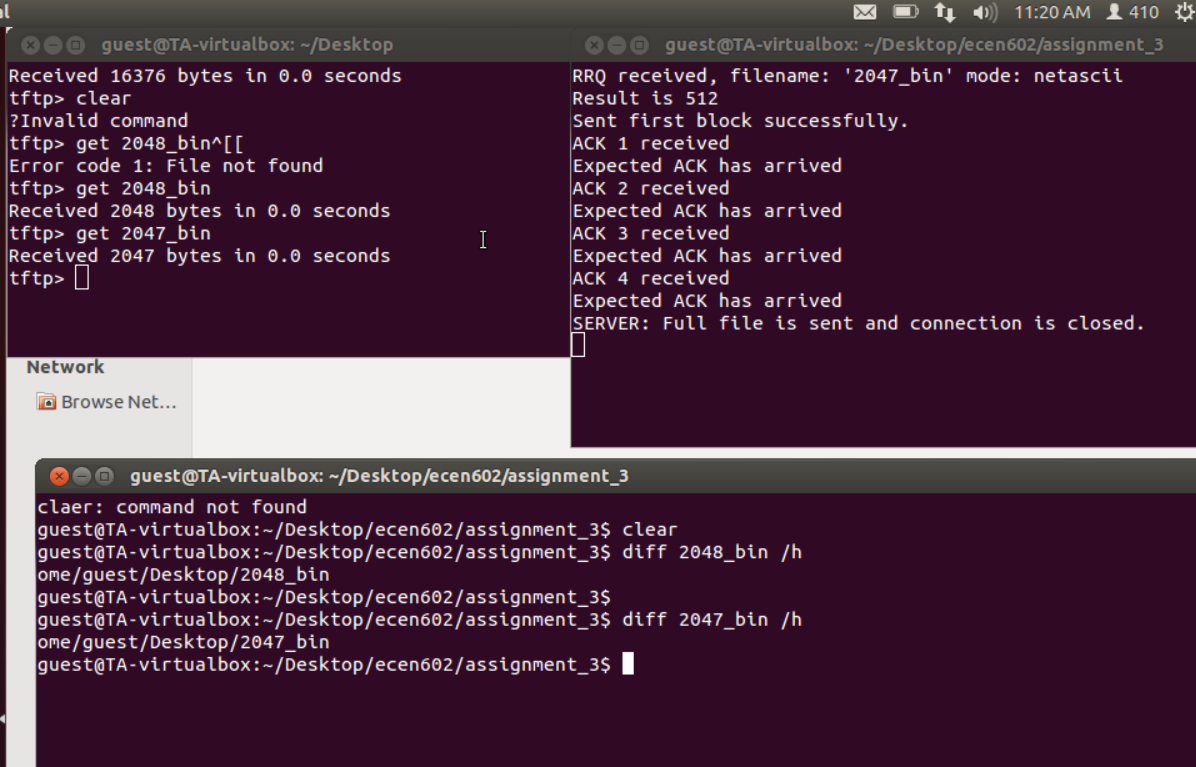 al
11:20 AM
410
guest@TA-virtualbox: ~/Desktop
Received 16376 bytes in 0.0 seconds
tftp> clear
?Invalid command
tftp> get 2048_bin^[[
Error code 1: File not found
tftp> get 2048_bin
Received 2048 bytes in 0.0 seconds
tftp> get 2047_bin
Received 2047 bytes in 0.0 seconds
tftp>
guest@TA-virtualbox: ~/Desktop/ecen602/assignment_3
RRQ received, filename: '2047_bin' mode: netascii
Result is 512
Sent first block successfully.
ACK 1 received
Expected ACK has arrived
ACK 2 received
Expected ACK has arrived
ACK 3 received
Expected ACK has arrived
ACK 4 received
Expected ACK has arrived
SERVER: Full file is sent and connection is closed.
Network
Browse Net...
guest@TA-virtualbox: ~/Desktop/ecen602/assignment_3
claer: command not found
guest@TA-virtualbox:~/Desktop/ecen602/assignment_3$ clear
guest@TA-virtualbox:~/Desktop/ecen602/assignment_3$ diff 2048_bin /h
ome/guest/Desktop/2048_bin
guest@TA-virtualbox:~/Desktop/ecen602/assignment_3$
guest@TA-virtualbox:~/Desktop/ecen602/assignment_3$ diff 2047_bin /h
ome/guest/Desktop/2047_bin
guest@TA-virtualbox:~/Desktop/ecen602/assignment_3$